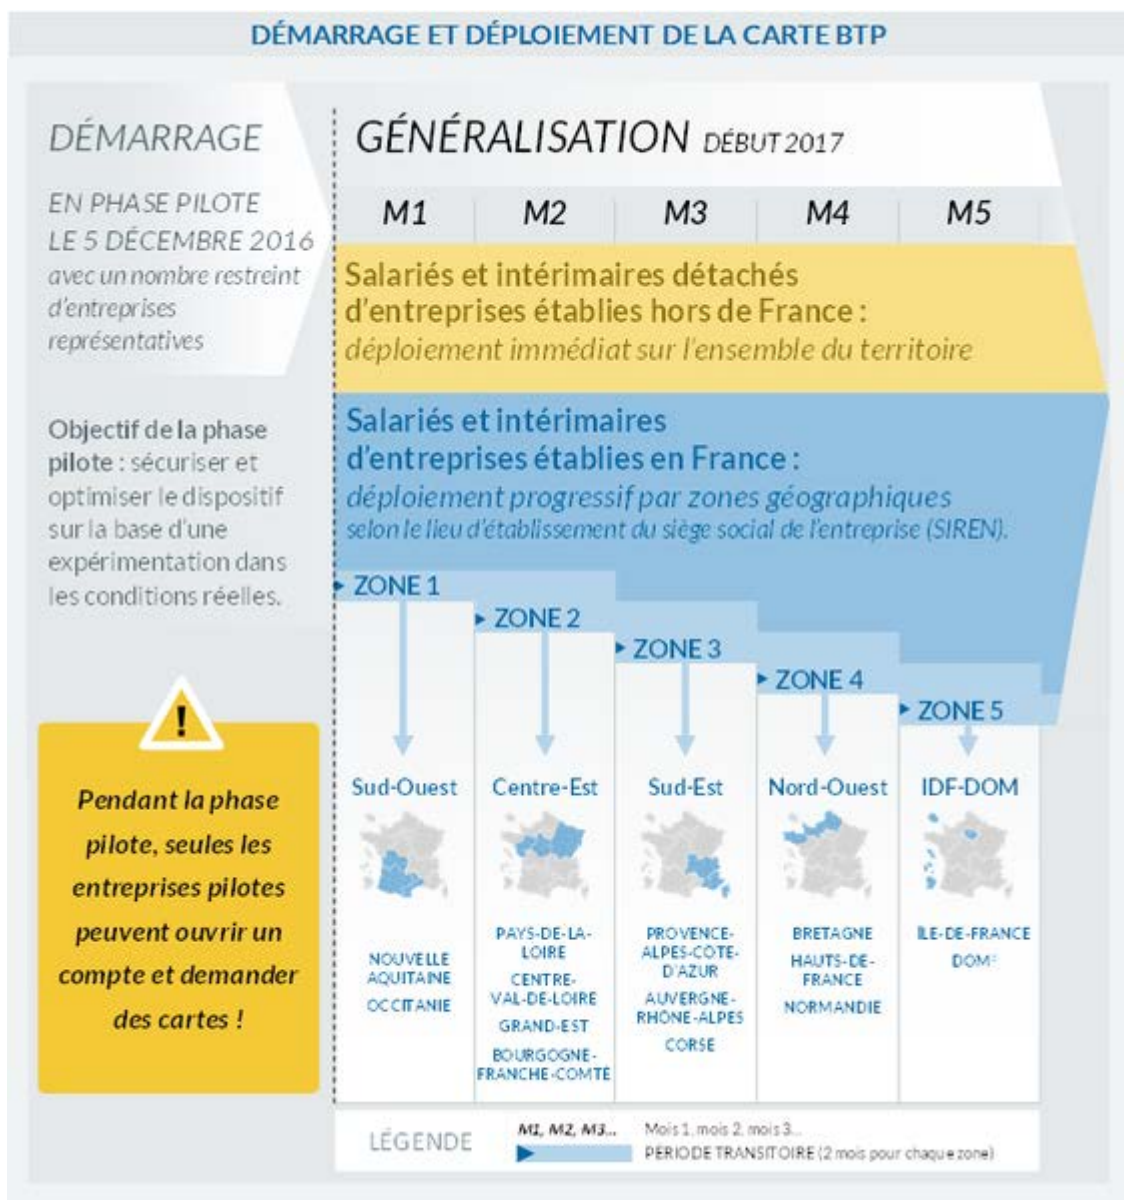 DÉMARRAGE ET DÉPLOIEMENT DE LA CARTE BTP
DÉMARRAGE
EN PHASE PILOTE
LE 5 DÉCEMBRE 2016
avec un nombre restreint
d'entreprises
représentatives
Objectif de la phase
pilote : sécuriser et
optimiser le dispositif
sur la base d'une
expérimentation dans
les conditions réelles.
!
Pendant la phase
pilote, seules les
entreprises pilotes
peuvent ouvrir un
compte et demander
des cartes !
GÉNÉRALISATION DÉBUT 2017
M1 M2 M3 M4 M5
Salariés et intérimaires détachés
d'entreprises établies hors de France :
déploiement immédiat sur l'ensemble du territoire
Salariés et intérimaires
d'entreprises établies en France :
déploiement progressif par zones géographiques
selon le lieu d'établissement du siège social de l'entreprise (SIREN).
ZONE 1
ZONE 2
ZONE 3
ZONE 4
ZONE 5
Sud-Ouest
NOUVELLE
AQUITAINE
OCCITANIE
Centre-Est
PAYS-DE-LA-
LOIRE
CENTRE-
VAL-DE-LOIRE
GRAND-EST
BOURGOGNE-
FRANCHE-COMTÉ
Sud-Est
PROVENCE-
ALPES-COTE-
D'AZUR
AUVERGNE-
RHÔNE-ALPES
CORSE
Nord-Ouest
BRETAGNE
HAUTS-DE-
FRANCE
NORMANDIE
IDF-DOM
ÎLE-DE-FRANCE
DOM
LÉGENDE
M1, M2, M3... Mois 1, mois 2, mois 3...
PÉRIODE TRANSITOIRE (2 mois pour chaque zone)